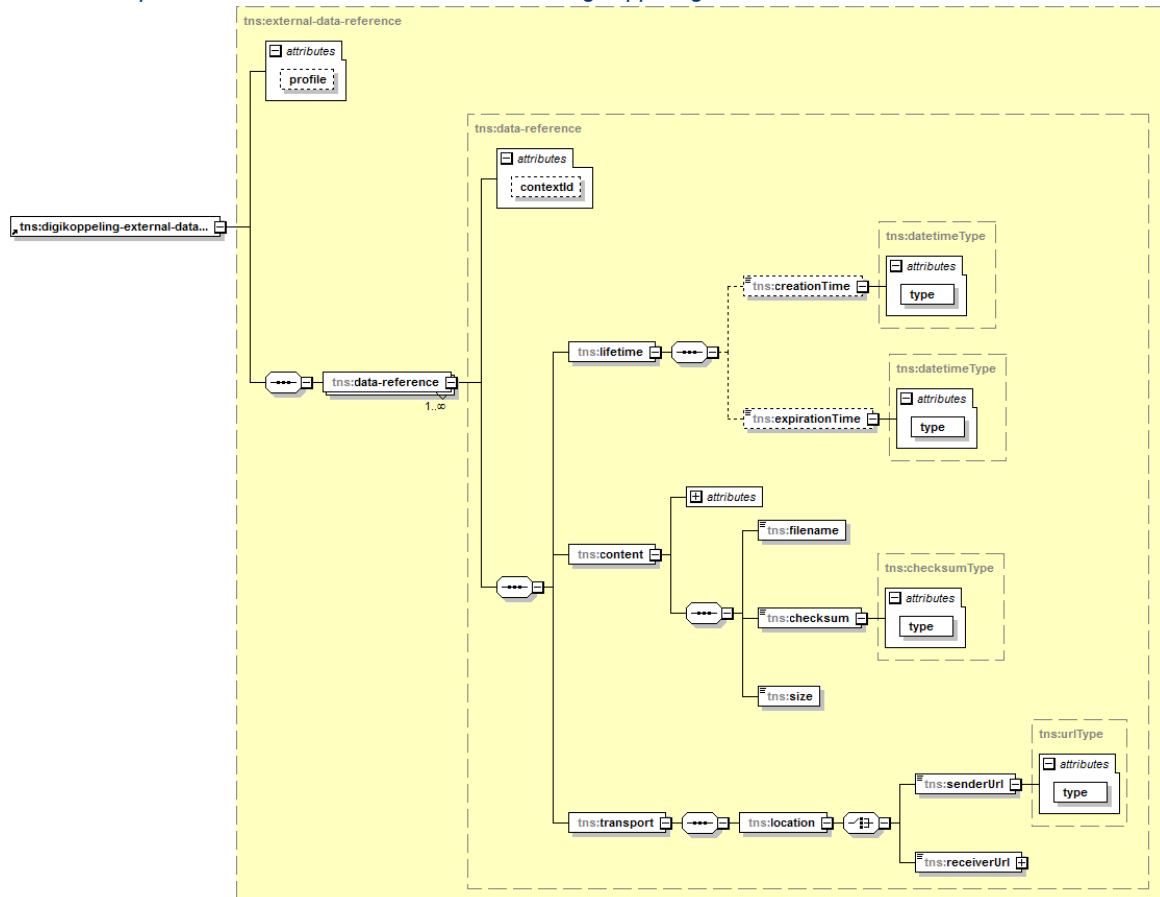 tns:external-data-reference
attributes
profile
tns:data-reference
attributes
contextId
tns:digikoppeling-external-data...
tns:datetimeType
attributes
tns:creationTime
type
tns:lifetime
tns:datetimeType
tns:data-reference
attributes
1..∞
tns:expirationTime
type
attributes
tns:filename
tns:content
tns:checksumType
attributes
tns:checksum
type
tns:size
tns:urlType
attributes
tns:senderUrl
type
tns:transport
tns:location
tns:receiverUrl